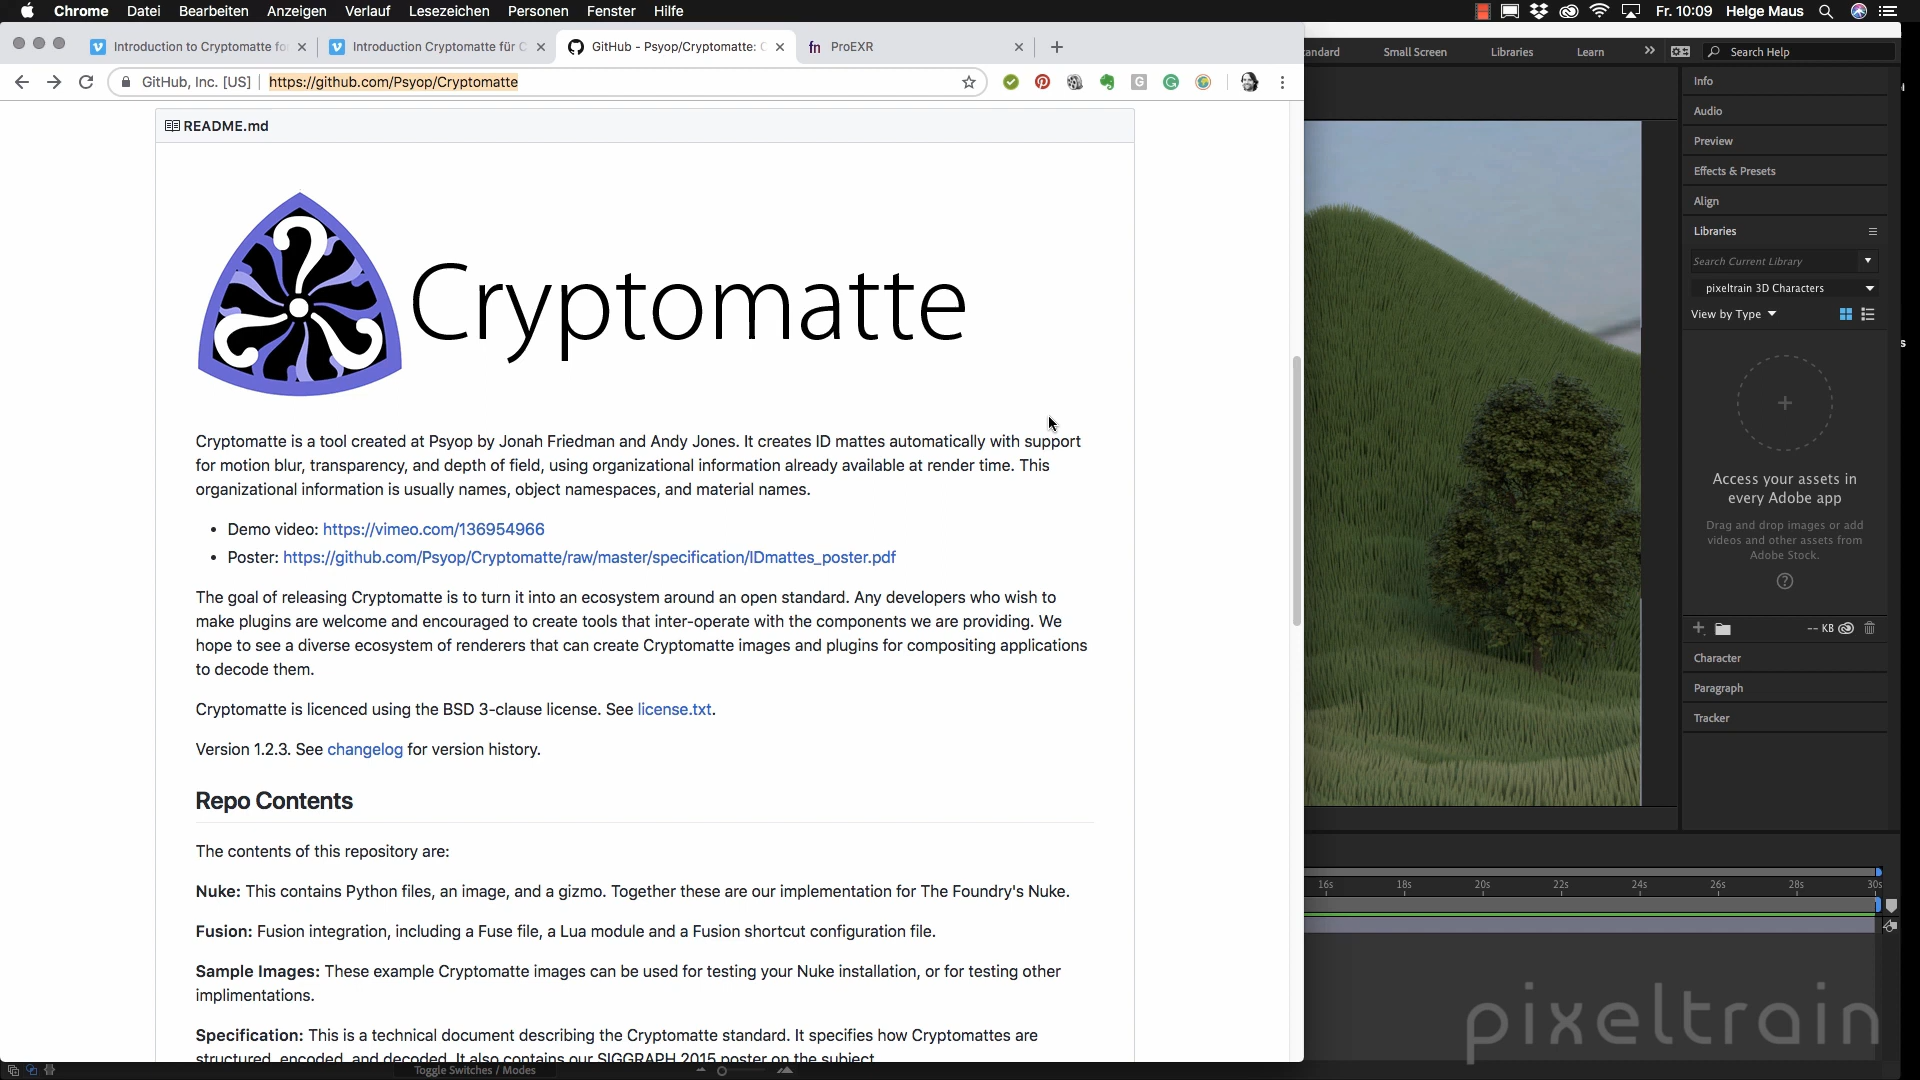 Chrome Datei Bearbeiten Anzeigen Verlauf Lesezeichen Personen Fenster Hilfe Fr. 10:09 Helge Maus
Introduction to Cryptomatte fo
Introduction Cryptomatte für C
GitHub - Psyop/Cryptomatte: C
fn ProEXR
GitHub, Inc. [US] https://github.com/Psyop/Cryptomatte
README.md
Cryptomatte
Cryptomatte is a tool created at Psyop by Jonah Friedman and Andy Jones. It creates ID mattes automatically with support
for motion blur, transparency, and depth of field, using organizational information already available at render time. This
organizational information is usually names, object namespaces, and material names.
• Demo video: https://vimeo.com/136954966
• Poster: https://github.com/Psyop/Cryptomatte/raw/master/specification/IDmattes_poster.pdf
The goal of releasing Cryptomatte is to turn it into an ecosystem around an open standard. Any developers who wish to
make plugins are welcome and encouraged to create tools that inter-operate with the components we are providing. We
hope to see a diverse ecosystem of renderers that can create Cryptomatte images and plugins for compositing applications
to decode them.
Cryptomatte is licenced using the BSD 3-clause license. See license.txt.
Version 1.2.3. See changelog for version history.
Repo Contents
The contents of this repository are:
Nuke: This contains Python files, an image, and a gizmo. Together these are our implementation for The Foundry's Nuke.
Fusion: Fusion integration, including a Fuse file, a Lua module and a Fusion shortcut configuration file.
Sample Images: These example Cryptomatte images can be used for testing your Nuke installation, or for testing other
implimentations.
Specification: This is a technical document describing the Cryptomatte standard. It specifies how Cryptomattes are
structured, encoded, and decoded. It also contains our SIGGRAPH 2015 poster on the subject.
Toggle Switches / Modes
andard Small Screen Libraries Learn » Search Help
Info
Audio
Preview
Effects & Presets
Align
Libraries
Search Current Library
pixeltrain 3D Characters
View by Type
Access your assets in
every Adobe app
Drag and drop images or add
videos and other assets from
Adobe Stock.
-- KB
Character
Paragraph
Tracker
16s 18s 20s 22s 24s 26s 28s 30s
pixeltrain